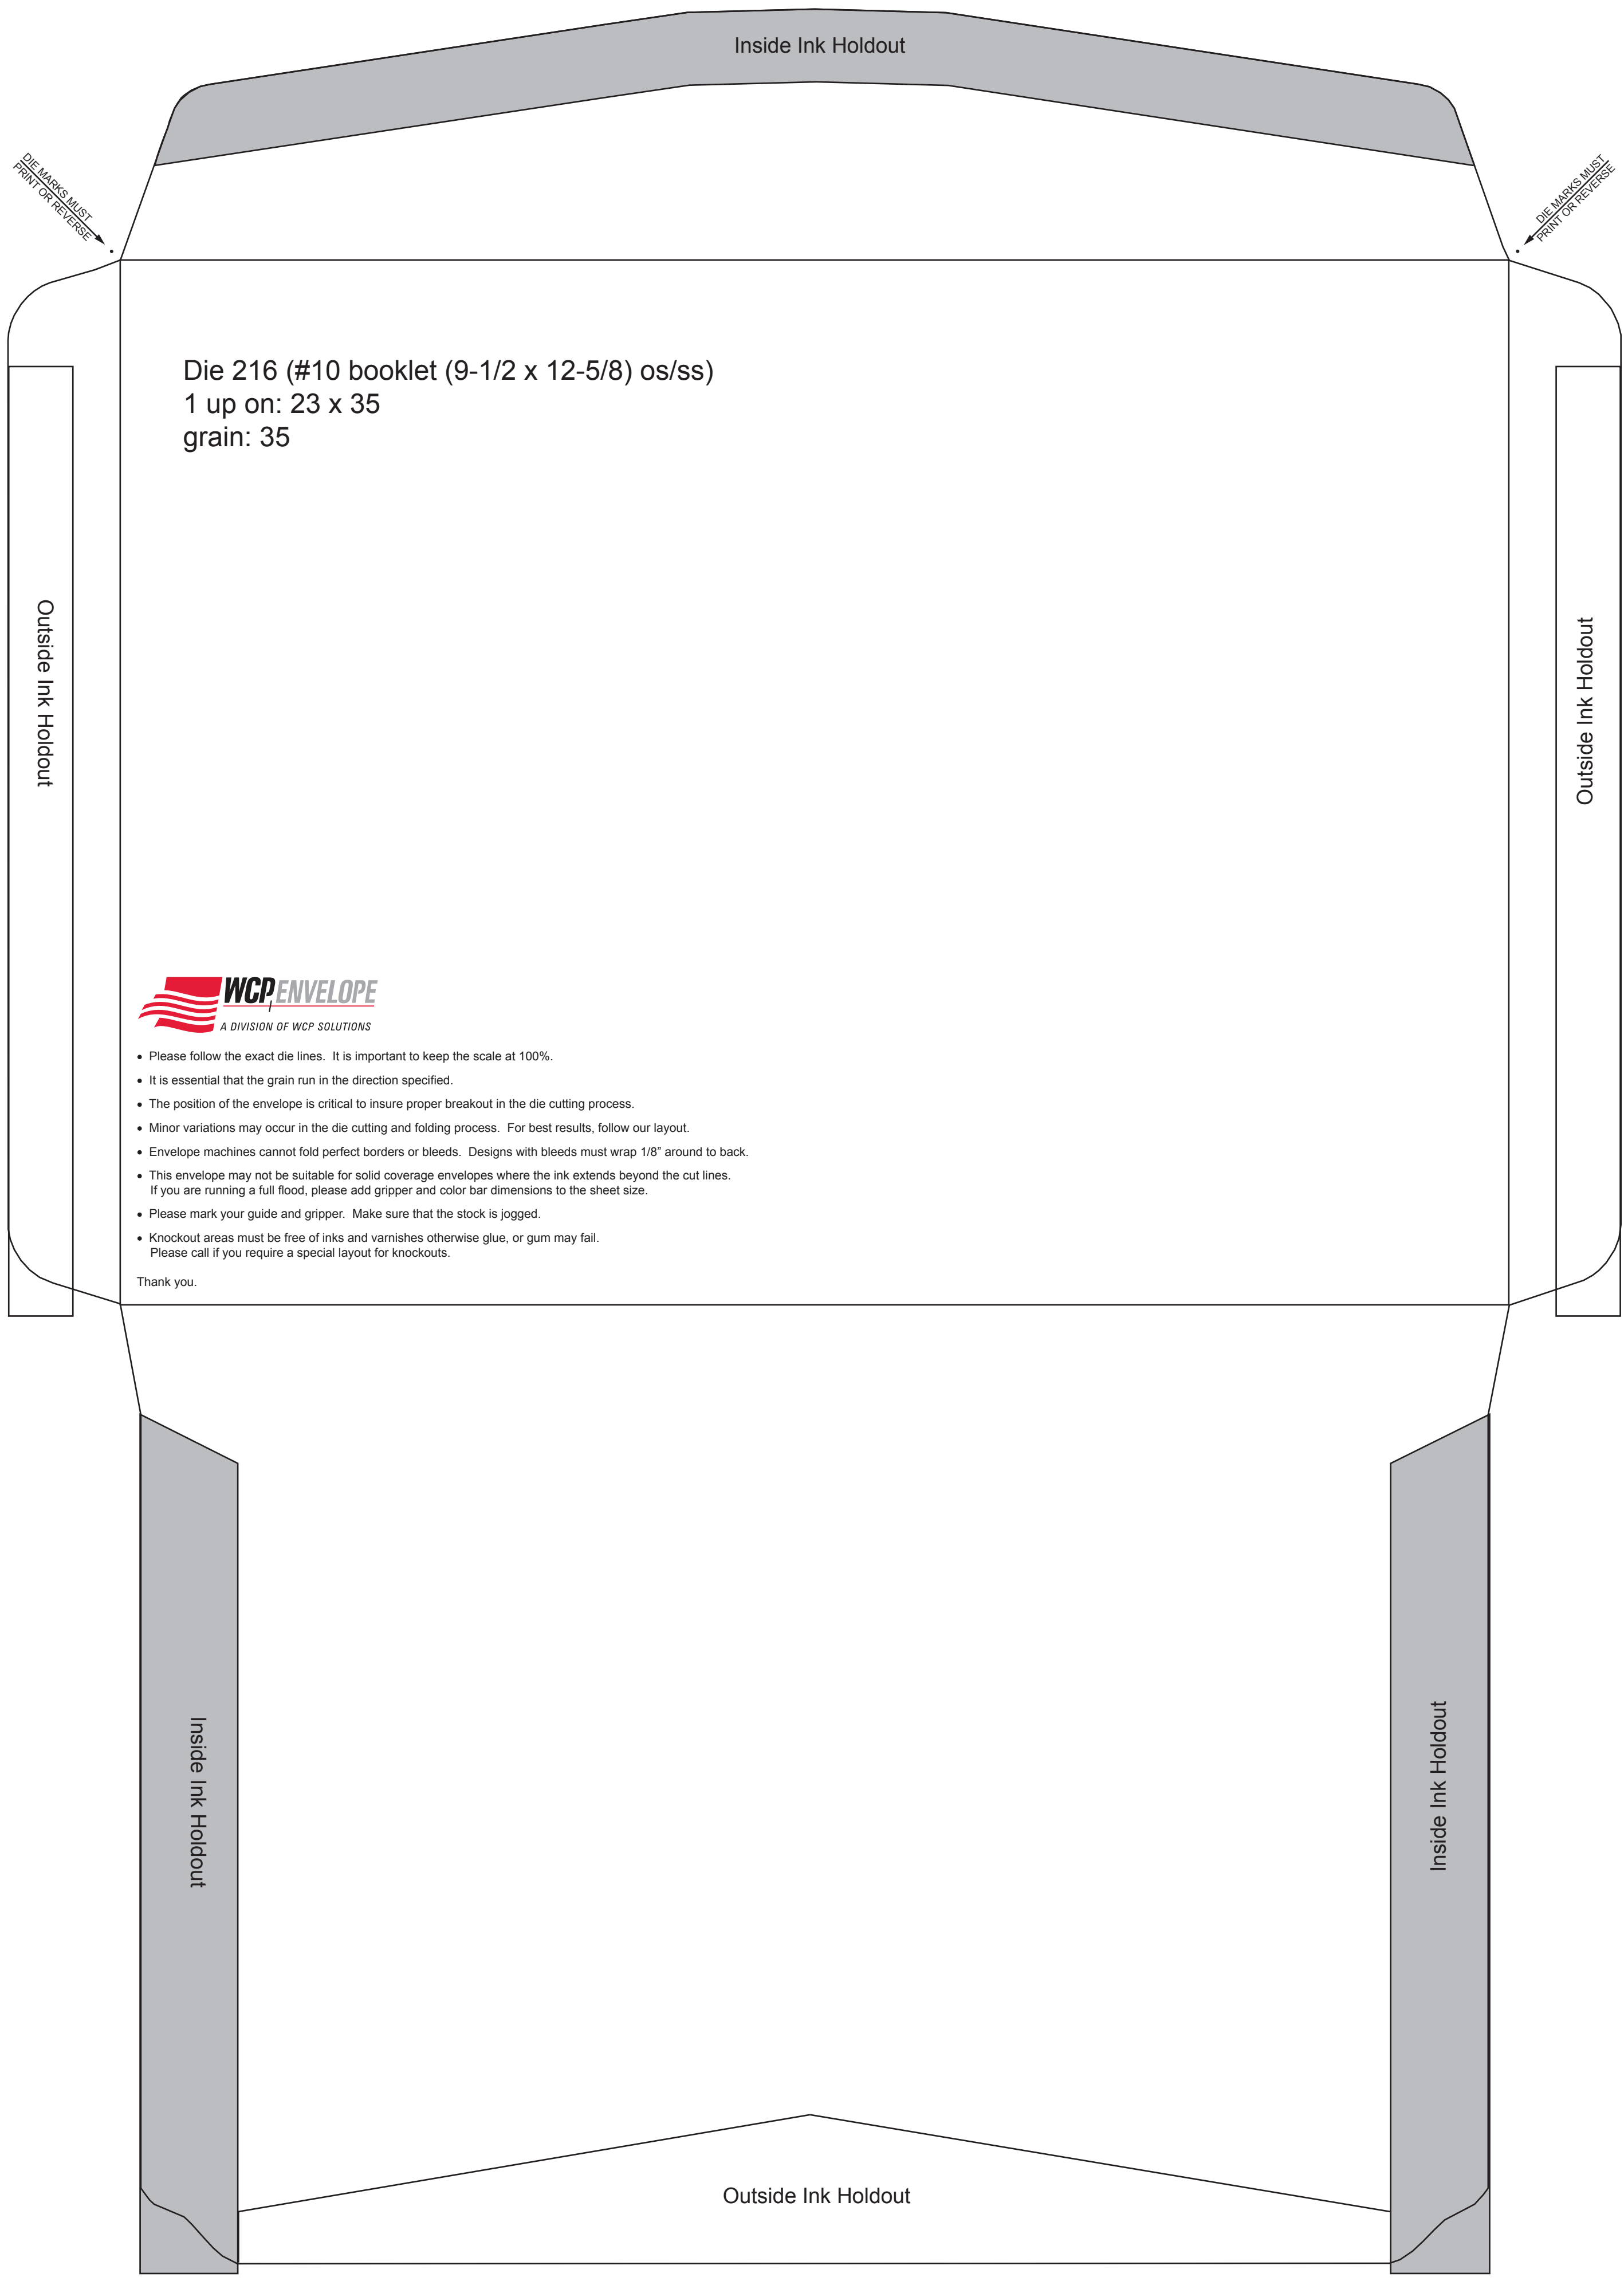 Inside Ink Holdout
DIE MARKS MUST
PRINT OR REVERSE
DIE MARKS MUST
PRINT OR REVERSE
Die 216 (#10 booklet (9-1/2 x 12-5/8) os/ss)
1 up on: 23 x 35
grain: 35
Outside Ink Holdout
Outside Ink Holdout
WCP ENVELOPE
A DIVISION OF WCP SOLUTIONS
• Please follow the exact die lines.  It is important to keep the scale at 100%.
• It is essential that the grain run in the direction specified.
• The position of the envelope is critical to insure proper breakout in the die cutting process.
• Minor variations may occur in the die cutting and folding process.  For best results, follow our layout.
• Envelope machines cannot fold perfect borders or bleeds.  Designs with bleeds must wrap 1/8” around to back.
• This envelope may not be suitable for solid coverage envelopes where the ink extends beyond the cut lines.
If you are running a full flood, please add gripper and color bar dimensions to the sheet size.
• Please mark your guide and gripper.  Make sure that the stock is jogged.
• Knockout areas must be free of inks and varnishes otherwise glue, or gum may fail.
Please call if you require a special layout for knockouts.
Thank you.
Inside Ink Holdout
Inside Ink Holdout
Outside Ink Holdout